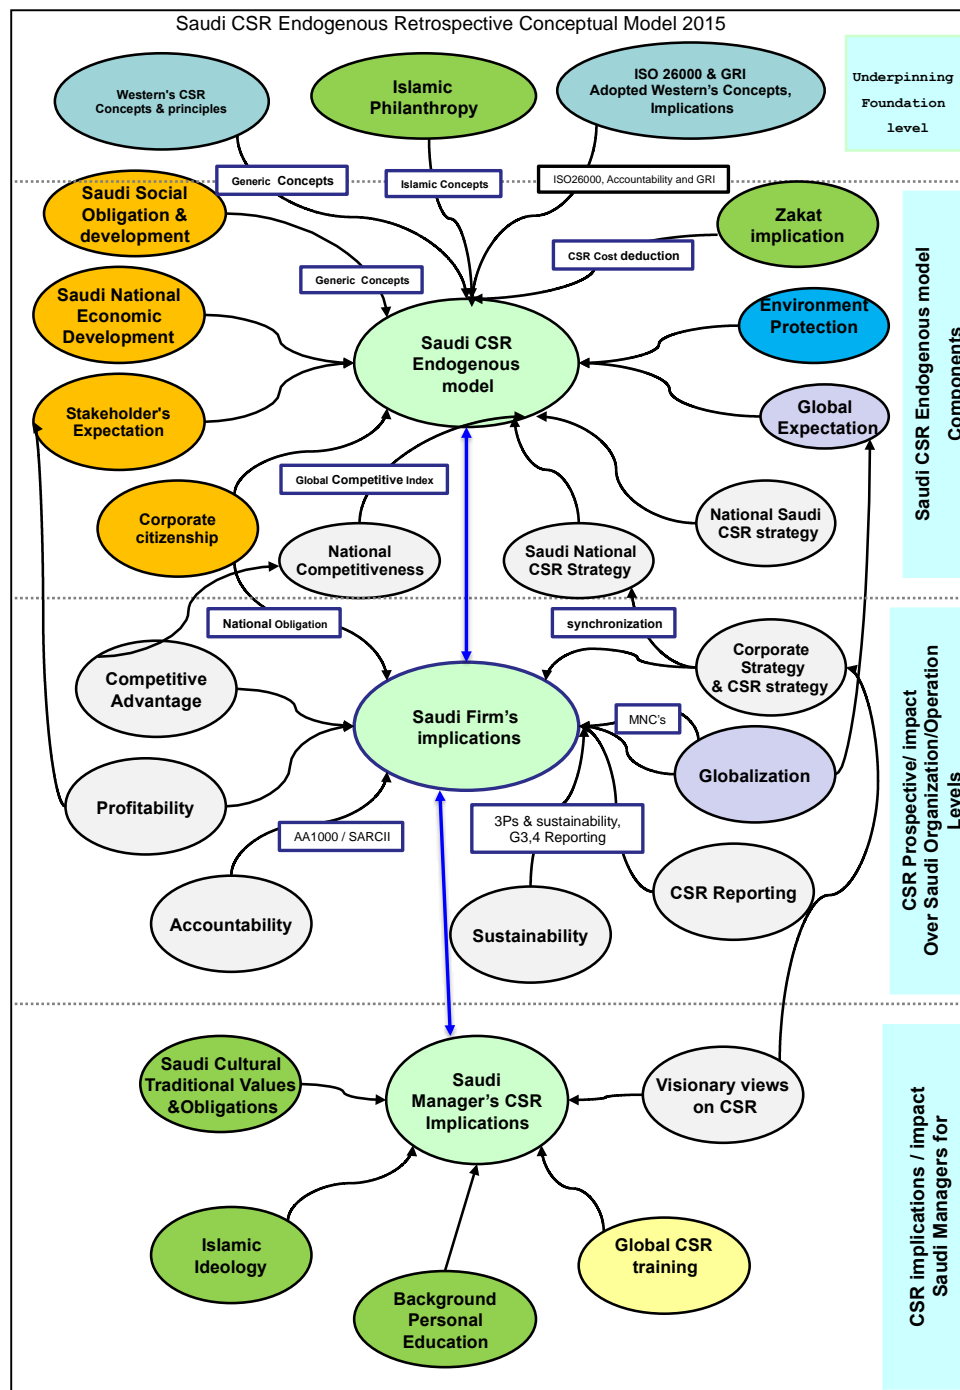 Saudi CSR Endogenous Retrospective Conceptual Model 2015
Western's CSR
Concepts & principles
Islamic
Philanthropy
ISO 26000 & GRI
Adopted Western's Concepts,
Implications
Underpinning
Foundation
level
Generic Concepts
Islamic Concepts
ISO26000, Accountability and GRI
Saudi Social
Obligation &
development
Zakat
implication
CSR Cost deduction
Generic Concepts
Saudi National
Economic
Development
Environment
Protection
Saudi CSR
Endogenous
model
Stakeholder's
Expectation
Global
Expectation
Saudi CSR Endogenous model
Components
Global Competitive Index
Corporate
citizenship
National
Competitiveness
Saudi National
CSR Strategy
National Saudi
CSR strategy
National Obligation
synchronization
Competitive
Advantage
Corporate
Strategy
& CSR strategy
Saudi Firm's
implications
MNC's
Globalization
Profitability
AA1000 / SARCII
3Ps & sustainability,
G3,4 Reporting
CSR Reporting
Accountability
Sustainability
CSR Prospective/ impact
Over Saudi Organization/Operation
Levels
Saudi Cultural
Traditional Values
&Obligations
Saudi
Manager's CSR
Implications
Visionary views
on CSR
Islamic
Ideology
Global CSR
training
Background
Personal
Education
CSR implications / impact
Saudi Managers for